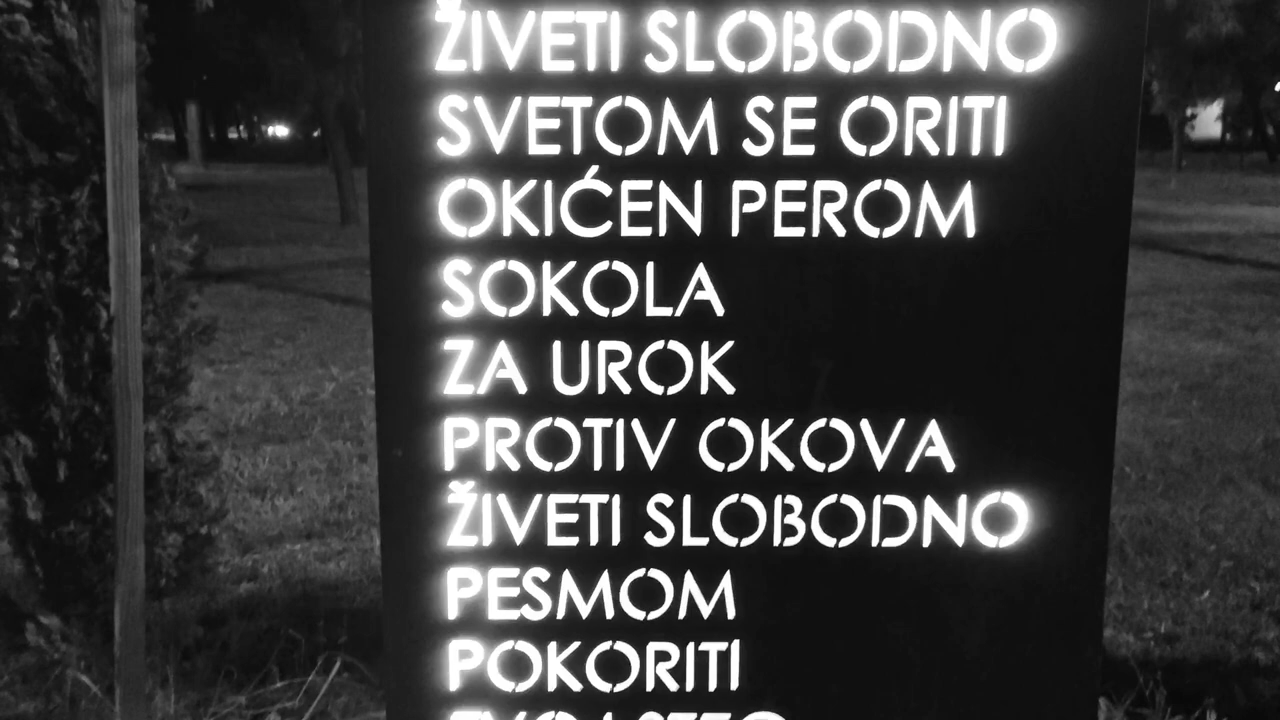 ŽIVETI SLOBODNO
SVETOM SE ORITI
OKIĆEN PEROM
SOKOLA
ZA UROK
PROTIV OKOVA
ŽIVETI SLOBODNO
PESMOM
POKORITI